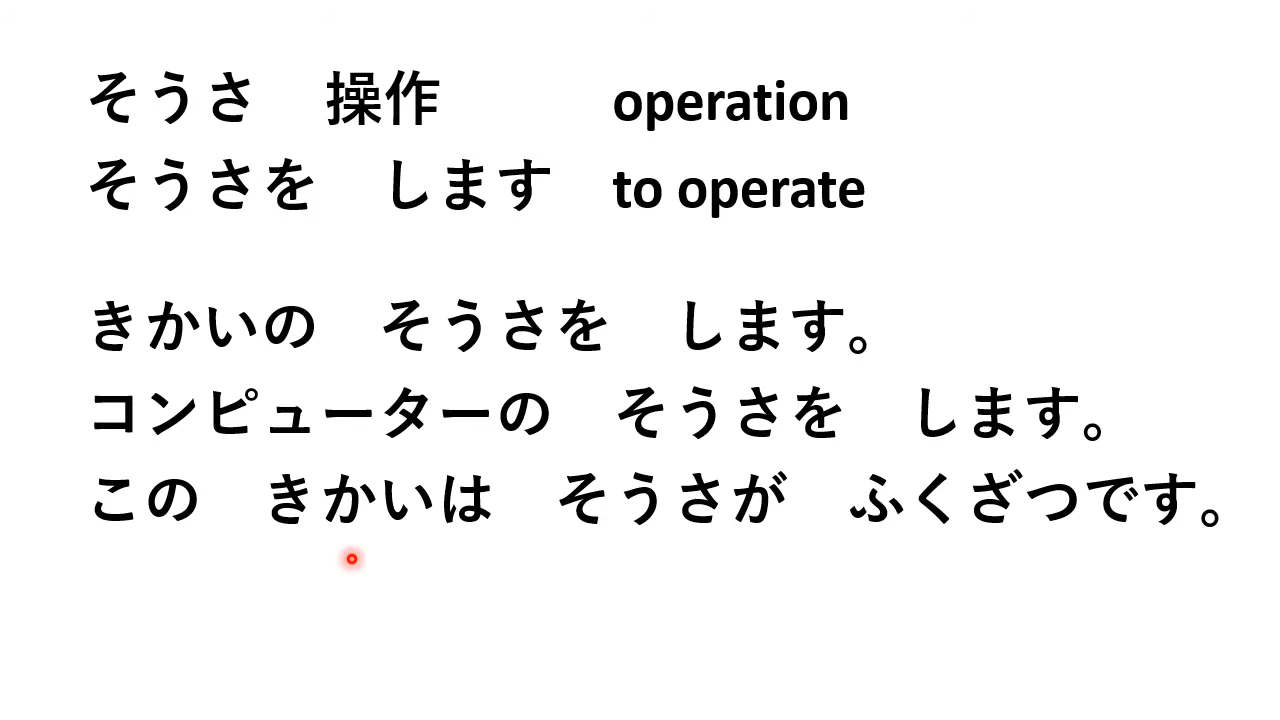 そうさ　操作　operation
そうさを　します　to operate
きかいの　そうさを　します。
コンピューターの　そうさを　します。
この　きかいは　そうさが　ふくざつです。